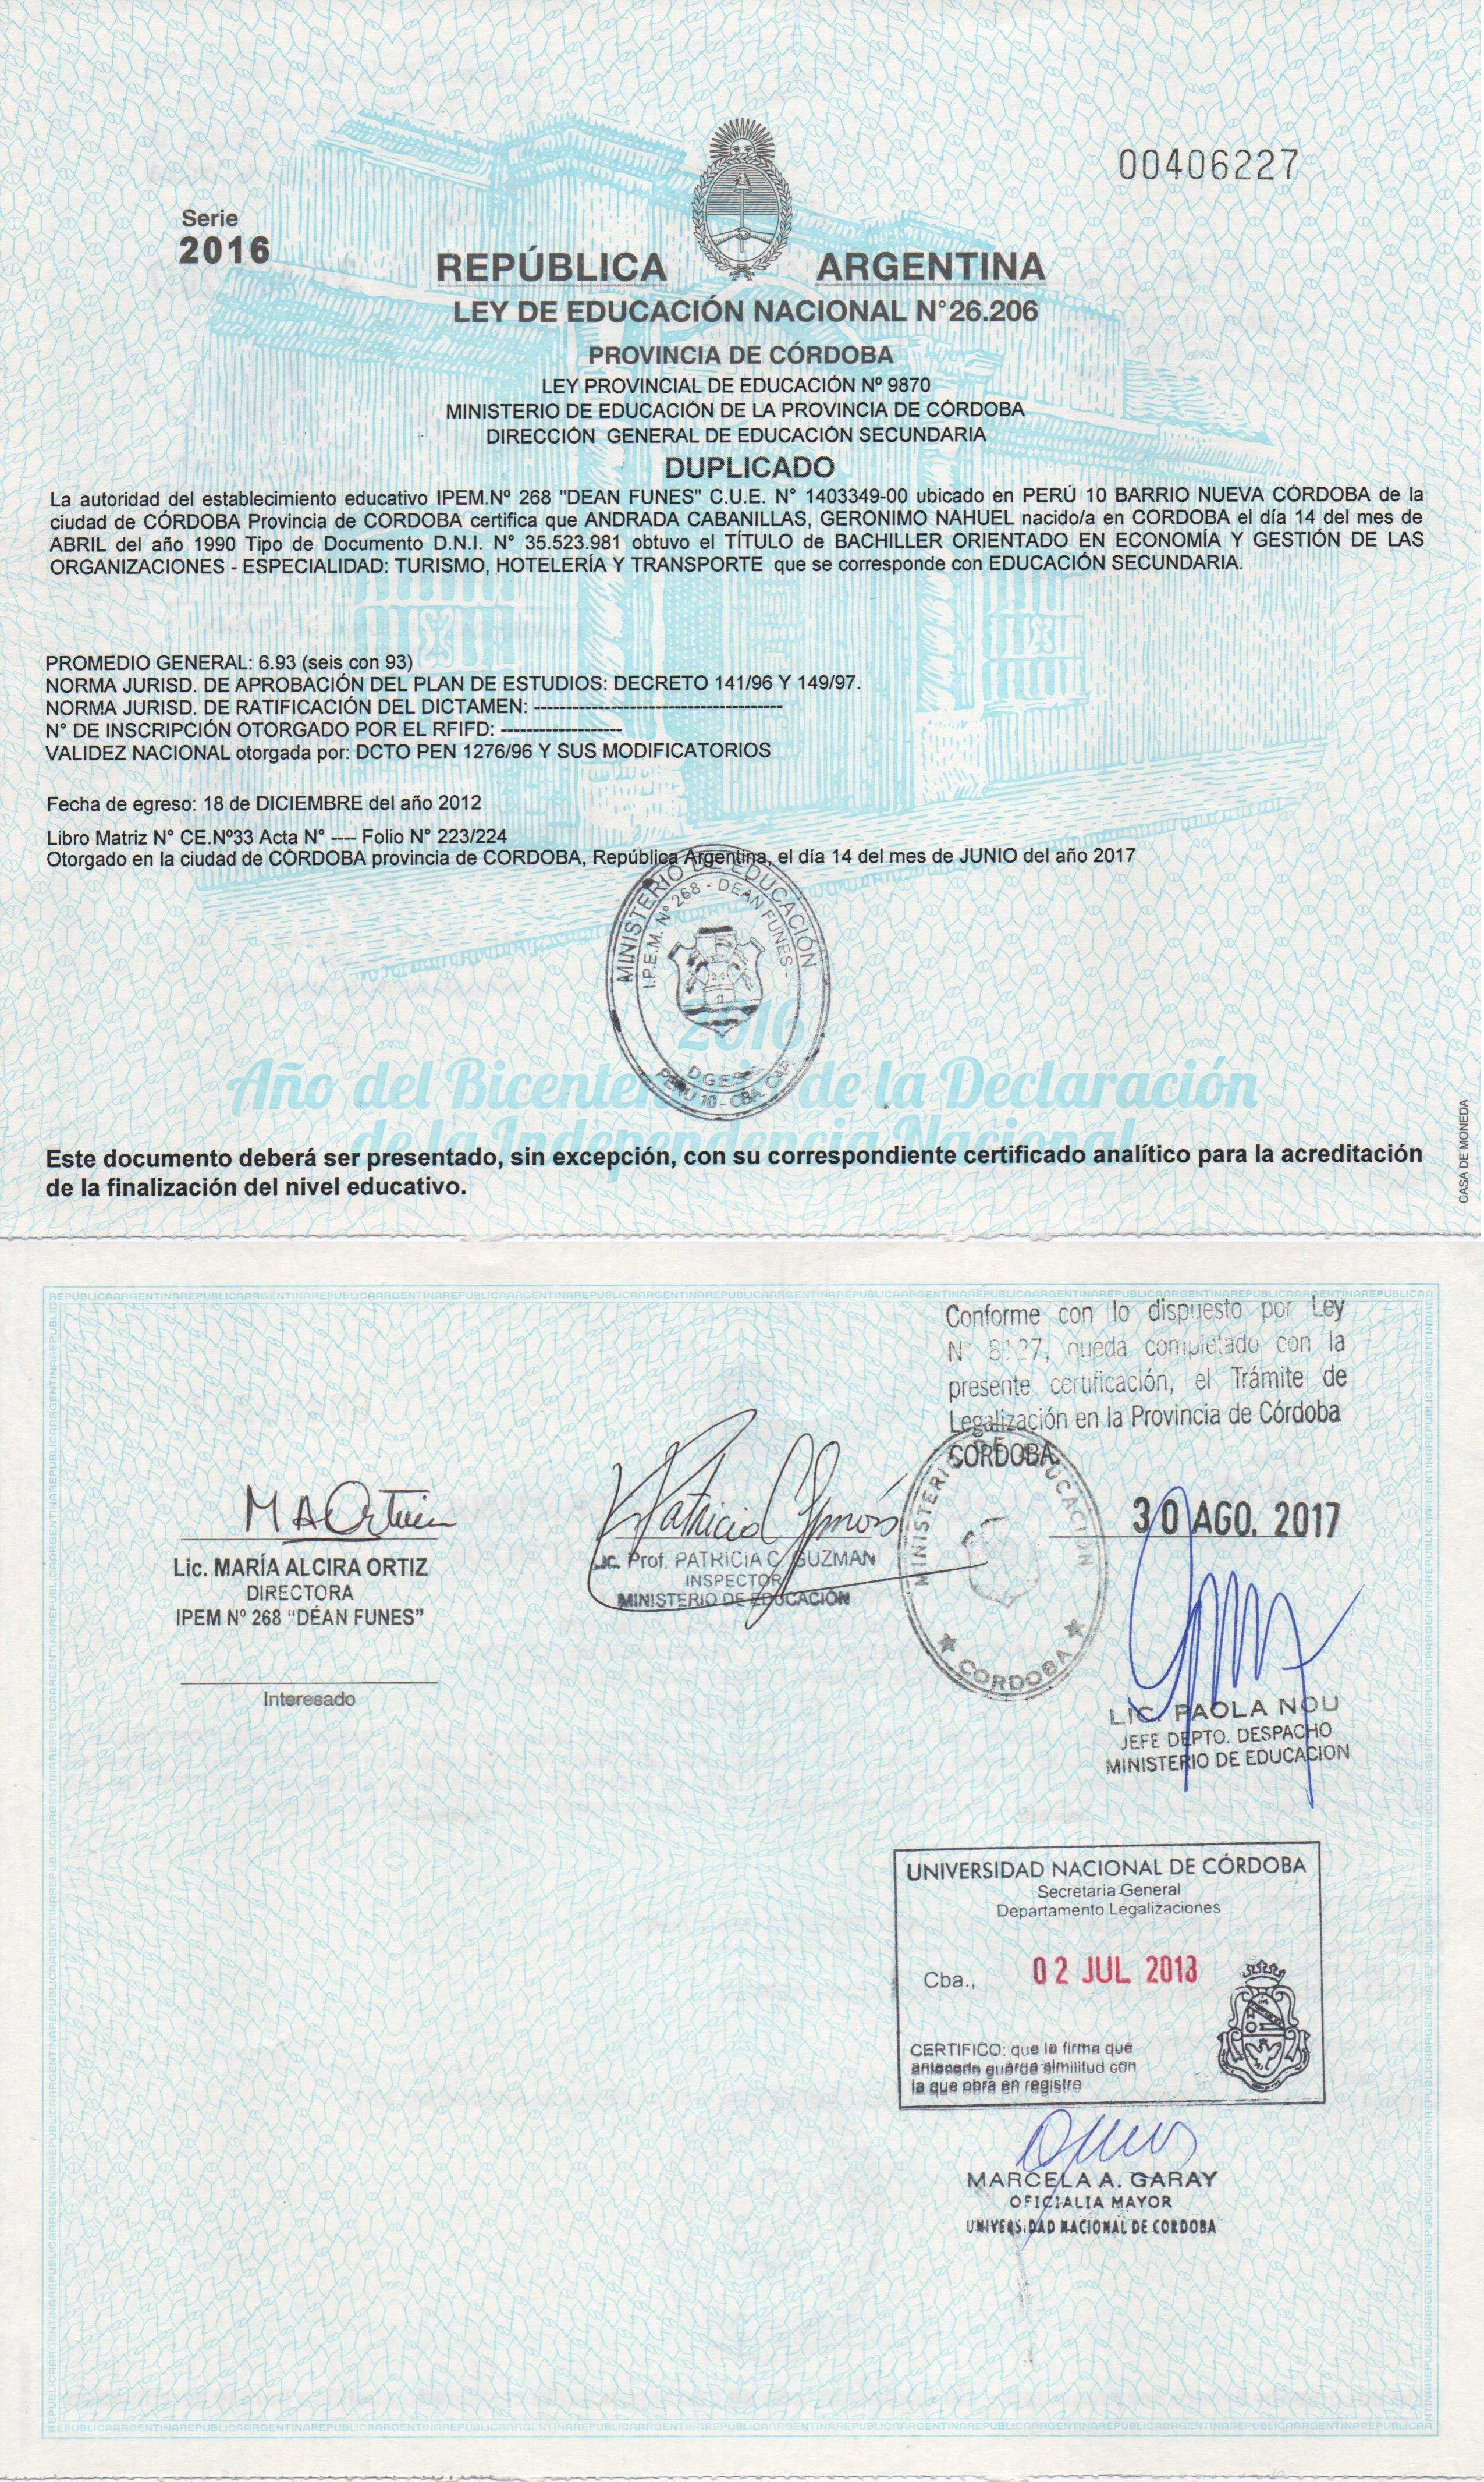 00406227
Serie
2016
REPÚBLICA ARGENTINA
LEY DE EDUCACIÓN NACIONAL N°26.206
PROVINCIA DE CÓRDOBA
LEY PROVINCIAL DE EDUCACIÓN Nº 9870
MINISTERIO DE EDUCACIÓN DE LA PROVINCIA DE CÓRDOBA
DIRECCIÓN GENERAL DE EDUCACIÓN SECUNDARIA
DUPLICADO
La autoridad del establecimiento educativo IPEM.Nº 268 "DEAN FUNES" C.U.E. N° 1403349-00 ubicado en PERÚ 10 BARRIO NUEVA CÓRDOBA de la
ciudad de CÓRDOBA Provincia de CORDOBA certifica que ANDRADA CABANILLAS, GERONIMO NAHUEL nacido/a en CORDOBA el día 14 del mes de
ABRIL del año 1990 Tipo de Documento D.N.I. N° 35.523.981 obtuvo el TÍTULO de BACHILLER ORIENTADO EN ECONOMÍA Y GESTIÓN DE LAS
ORGANIZACIONES - ESPECIALIDAD: TURISMO, HOTELERÍA Y TRANSPORTE que se corresponde con EDUCACIÓN SECUNDARIA.
PROMEDIO GENERAL: 6.93 (seis con 93)
NORMA JURISD. DE APROBACIÓN DEL PLAN DE ESTUDIOS: DECRETO 141/96 Y 149/97.
NORMA JURISD. DE RATIFICACIÓN DEL DICTAMEN: ---------------------------------------
N° DE INSCRIPCIÓN OTORGADO POR EL RFIFD: -------------------
VALIDEZ NACIONAL otorgada por: DCTO PEN 1276/96 Y SUS MODIFICATORIOS
Fecha de egreso: 18 de DICIEMBRE del año 2012
Libro Matriz N° CE.Nº33 Acta N° ---- Folio N° 223/224
Otorgado en la ciudad de CÓRDOBA provincia de CORDOBA, República Argentina, el día 14 del mes de JUNIO del año 2017
MINISTERIO DE EDUCACIÓN
I.P.E.M. Nº 268 - DEAN FUNES -
PERU 10 - CBA. CAP.
2016
Año del Bicentenario de la Declaración
de la Independencia Nacional
CASA DE MONEDA
Este documento deberá ser presentado, sin excepción, con su correspondiente certificado analítico para la acreditación
de la finalización del nivel educativo.
Conforme con lo dispuesto por Ley
N° 8127, queda completado con la
presente certificación, el Trámite de
Legalización en la Provincia de Córdoba
CORDOBA.
30 AGO. 2017
MINISTERIO DE EDUCACIÓN
★ CORDOBA ★
Lic. MARÍA ALCIRA ORTIZ
DIRECTORA
IPEM Nº 268 “DEAN FUNES”
Lic. Prof. PATRICIA C. GUZMAN
INSPECTOR
MINISTERIO DE EDUCACIÓN
Interesado
LIC. PAOLA NOU
JEFE DEPTO. DESPACHO
MINISTERIO DE EDUCACION
UNIVERSIDAD NACIONAL DE CÓRDOBA
Secretaria General
Departamento Legalizaciones
Cba., 02 JUL 2018
CERTIFICO: que la firma que
antecede guarda similitud con
la que obra en registro
MARCELA A. GARAY
OFICIALIA MAYOR
UNIVERSIDAD NACIONAL DE CORDOBA